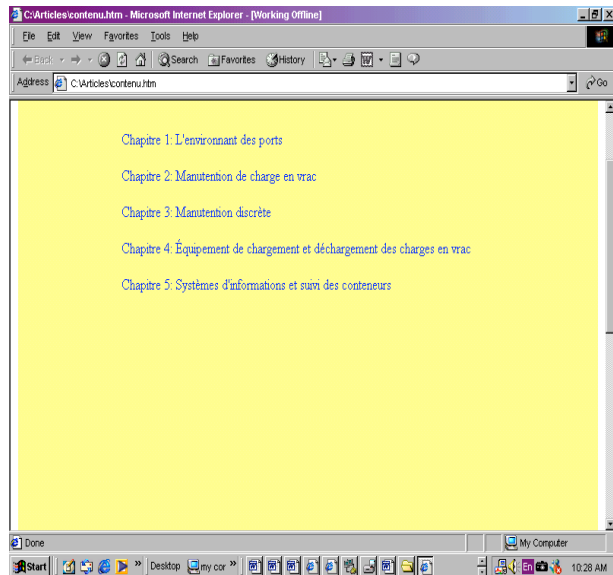 C:\Articles\contenu.htm - Microsoft Internet Explorer - [Working Offline]
File Edit View Favorites Tools Help
Back Search Favorites History
Address C:\Articles\contenu.htm Go
Chapitre 1: L'environnant des ports
Chapitre 2: Manutention de charge en vrac
Chapitre 3: Manutention discrète
Chapitre 4: Équipement de chargement et déchargement des charges en vrac
Chapitre 5: Systèmes d'informations et suivi des conteneurs
Done My Computer
Start » Desktop my cor » En 10:28 AM